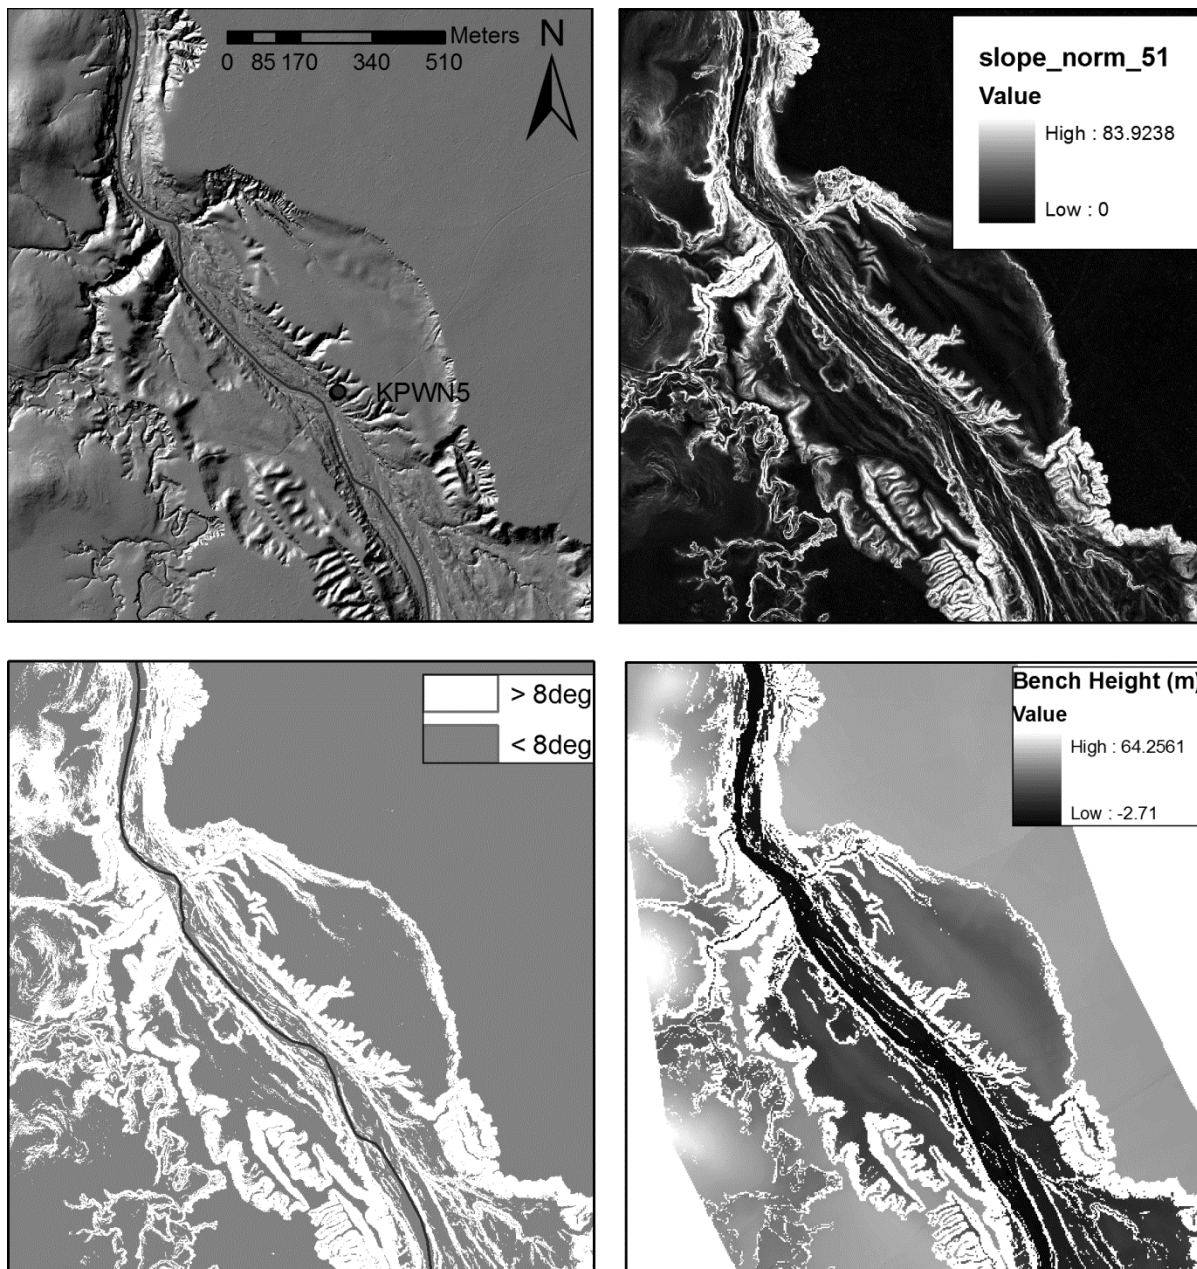 Meters
N
0 85 170 340 510
KPWN5
slope_norm_51
Value
High : 83.9238
Low : 0
> 8deg
< 8deg
Bench Height (m)
Value
High : 64.2561
Low : -2.71